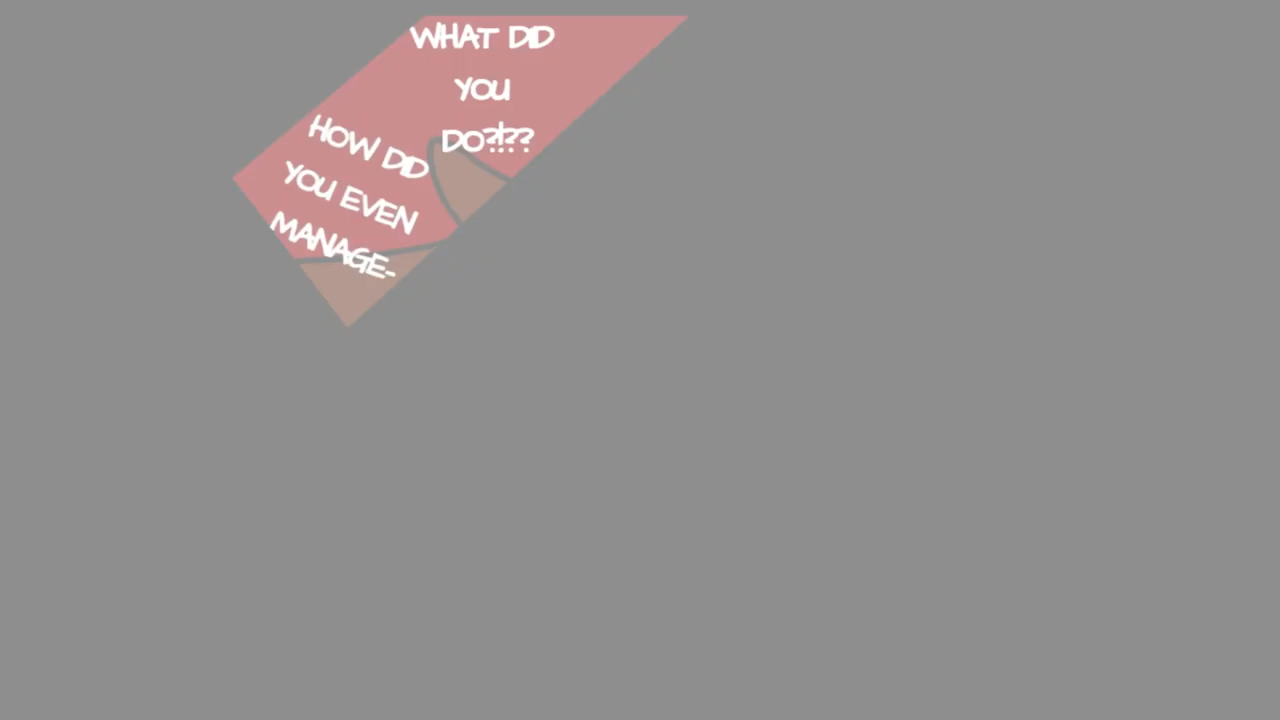 WHAT DID
YOU
DO?!??
HOW DID
YOU EVEN
MANAGE-